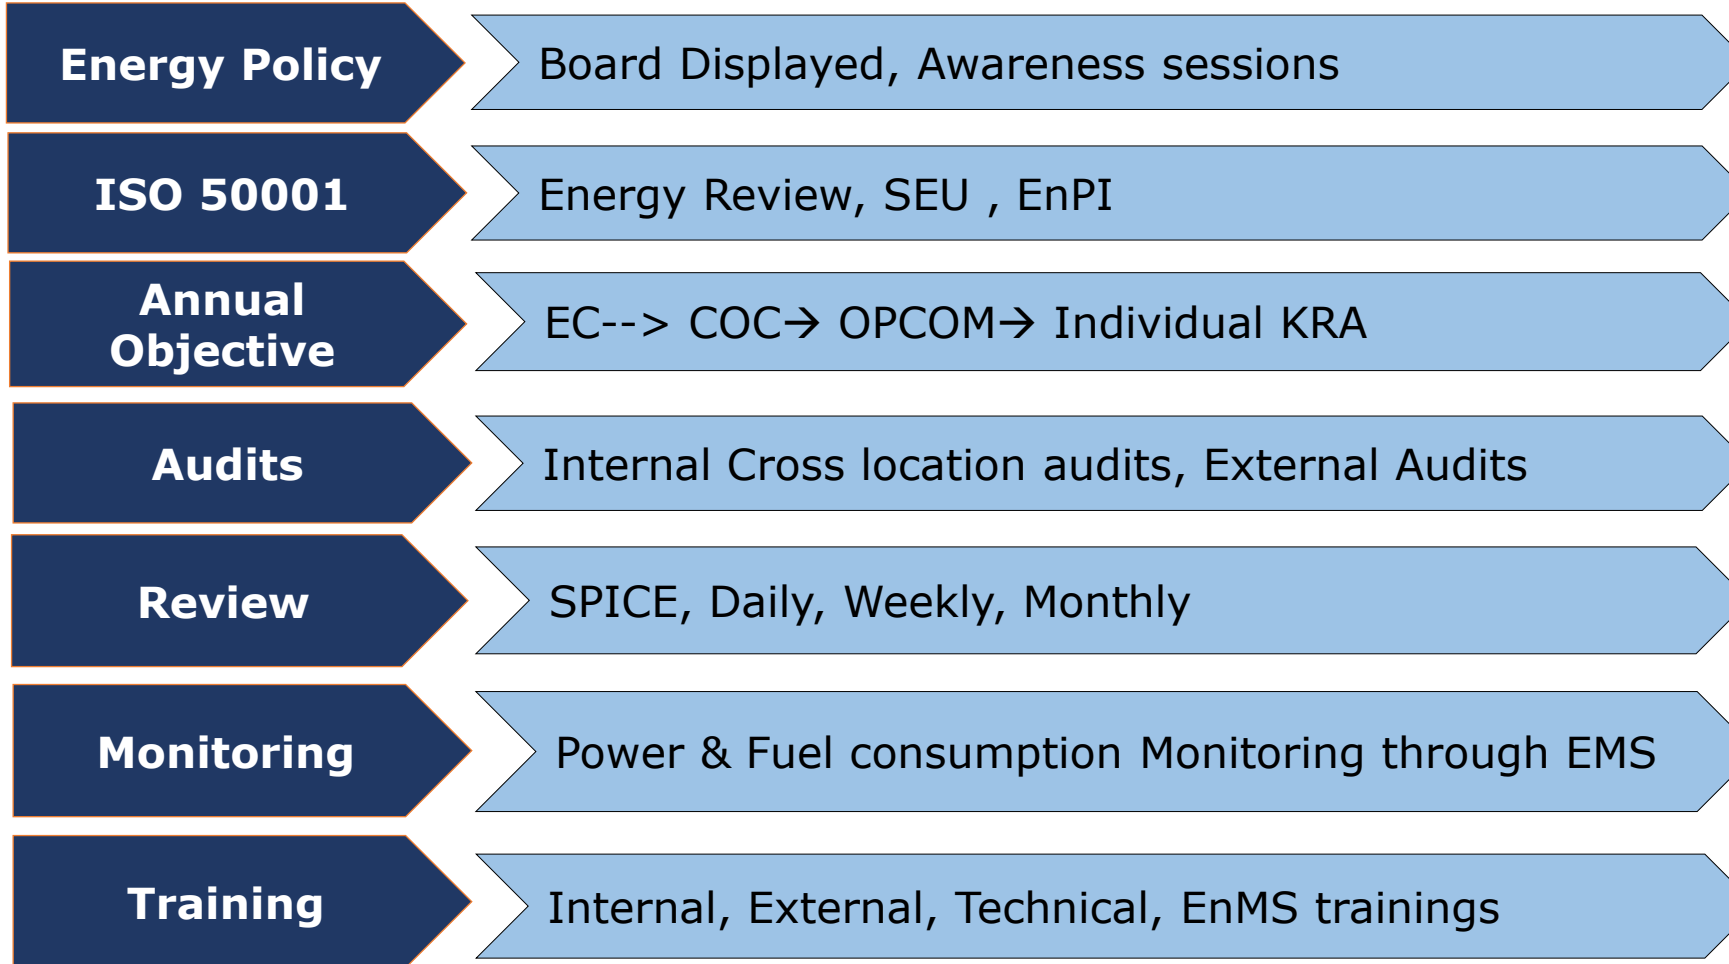 Energy Policy
Board Displayed, Awareness sessions
ISO 50001
Energy Review, SEU , EnPI
Annual
Objective
EC--> COC→ OPCOM→ Individual KRA
Audits
Internal Cross location audits, External Audits
Review
SPICE, Daily, Weekly, Monthly
Monitoring
Power & Fuel consumption Monitoring through EMS
Training
Internal, External, Technical, EnMS trainings